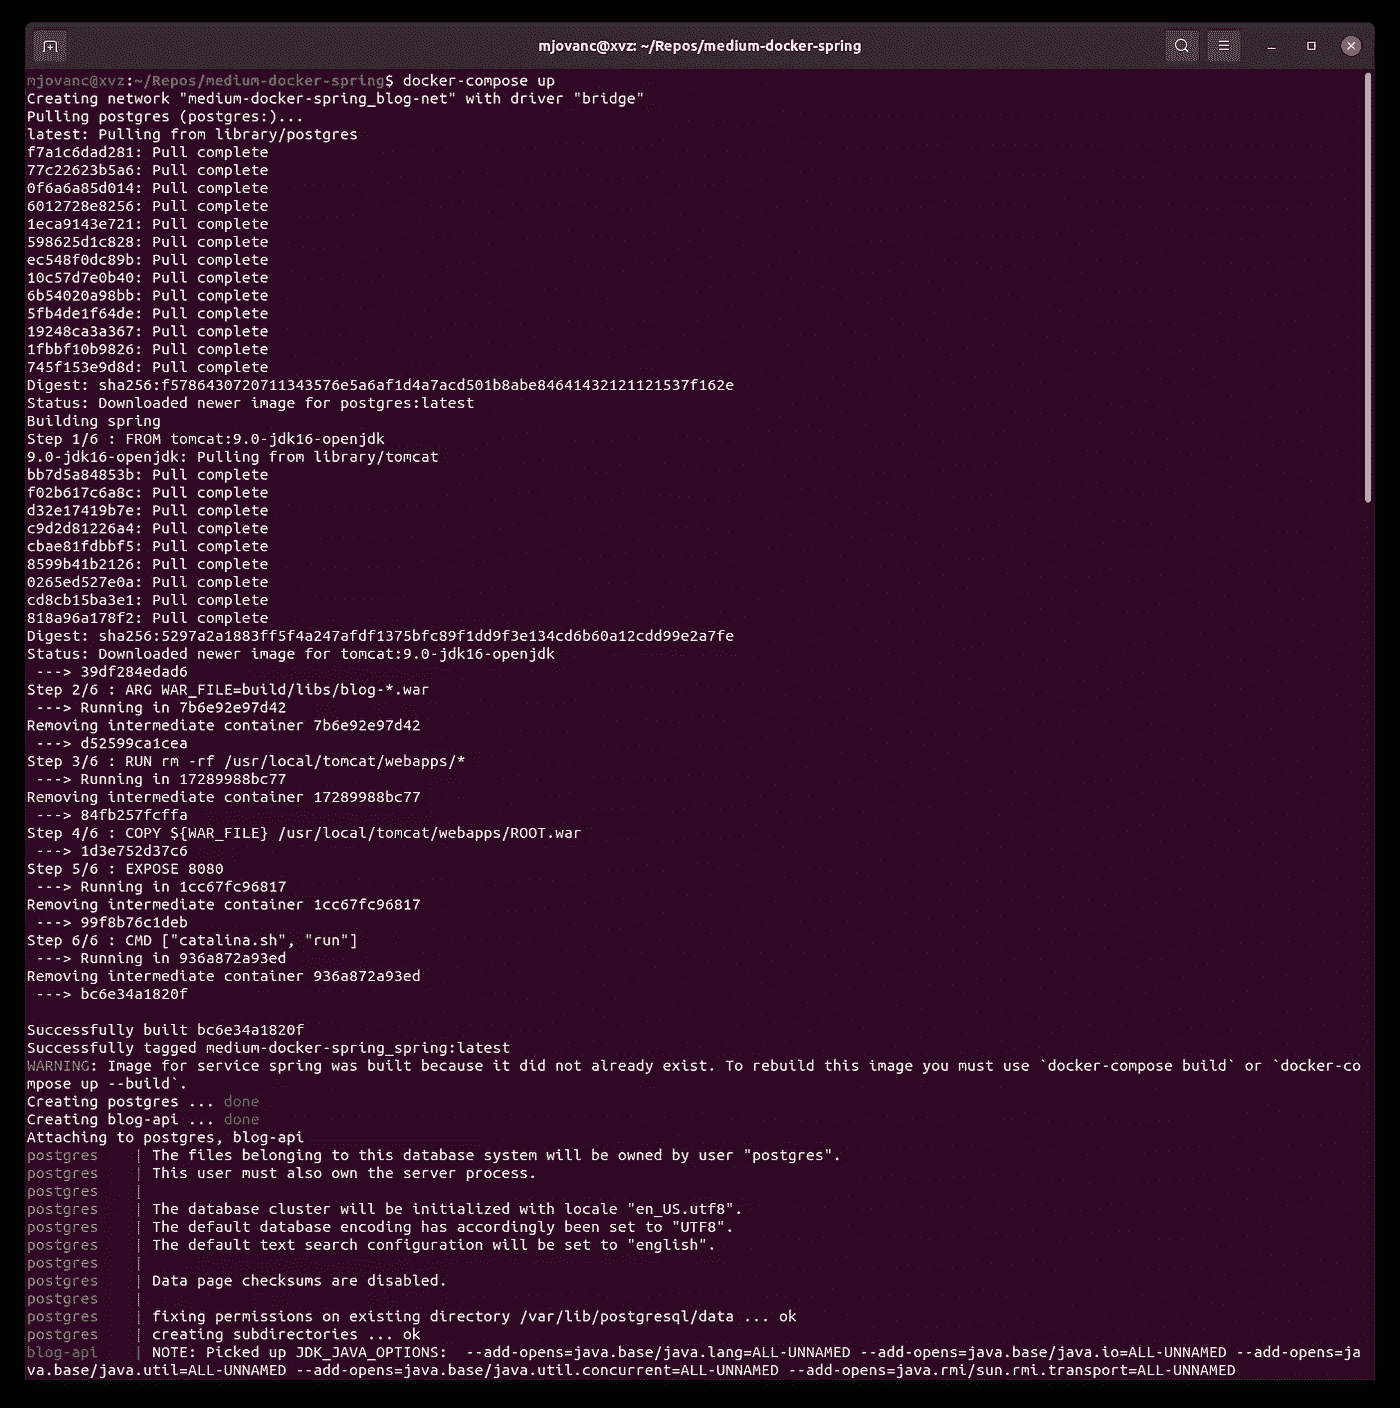 mjovanc@xvz: ~/Repos/medium-docker-spring
mjovanc@xvz:~/Repos/medium-docker-spring$ docker-compose up
Creating network "medium-docker-spring_blog-net" with driver "bridge"
Pulling postgres (postgres:)...
latest: Pulling from library/postgres
f7a1c6dad281: Pull complete
77c22623b5a6: Pull complete
0f6a6a85d014: Pull complete
6012728e8256: Pull complete
1eca9143e721: Pull complete
598625d1c828: Pull complete
ec548f0dc89b: Pull complete
10c57d7e0b40: Pull complete
6b54020a98bb: Pull complete
5fb4de1f64de: Pull complete
19248ca3a367: Pull complete
1fbbf10b9826: Pull complete
745f153e9d8d: Pull complete
Digest: sha256:f5786430720711343576e5a6af1d4a7acd501b8abe84641432121121537f162e
Status: Downloaded newer image for postgres:latest
Building spring
Step 1/6 : FROM tomcat:9.0-jdk16-openjdk
9.0-jdk16-openjdk: Pulling from library/tomcat
bb7d5a84853b: Pull complete
f02b617c6a8c: Pull complete
d32e17419b7e: Pull complete
c9d2d81226a4: Pull complete
cbae81fdbbf5: Pull complete
8599b41b2126: Pull complete
0265ed527e0a: Pull complete
cd8cb15ba3e1: Pull complete
818a96a178f2: Pull complete
Digest: sha256:5297a2a1883ff5f4a247afdf1375bfc89f1dd9f3e134cd6b60a12cdd99e2a7fe
Status: Downloaded newer image for tomcat:9.0-jdk16-openjdk
 ---> 39df284edad6
Step 2/6 : ARG WAR_FILE=build/libs/blog-*.war
 ---> Running in 7b6e92e97d42
Removing intermediate container 7b6e92e97d42
 ---> d52599ca1cea
Step 3/6 : RUN rm -rf /usr/local/tomcat/webapps/*
 ---> Running in 17289988bc77
Removing intermediate container 17289988bc77
 ---> 84fb257fcffa
Step 4/6 : COPY ${WAR_FILE} /usr/local/tomcat/webapps/ROOT.war
 ---> 1d3e752d37c6
Step 5/6 : EXPOSE 8080
 ---> Running in 1cc67fc96817
Removing intermediate container 1cc67fc96817
 ---> 99f8b76c1deb
Step 6/6 : CMD ["catalina.sh", "run"]
 ---> Running in 936a872a93ed
Removing intermediate container 936a872a93ed
 ---> bc6e34a1820f
Successfully built bc6e34a1820f
Successfully tagged medium-docker-spring_spring:latest
WARNING: Image for service spring was built because it did not already exist. To rebuild this image you must use `docker-compose build` or `docker-co
mpose up --build`.
Creating postgres ... done
Creating blog-api ... done
Attaching to postgres, blog-api
postgres    | The files belonging to this database system will be owned by user "postgres".
postgres    | This user must also own the server process.
postgres    |
postgres    | The database cluster will be initialized with locale "en_US.utf8".
postgres    | The default database encoding has accordingly been set to "UTF8".
postgres    | The default text search configuration will be set to "english".
postgres    |
postgres    | Data page checksums are disabled.
postgres    |
postgres    | fixing permissions on existing directory /var/lib/postgresql/data ... ok
postgres    | creating subdirectories ... ok
blog-api    | NOTE: Picked up JDK_JAVA_OPTIONS:  --add-opens=java.base/java.lang=ALL-UNNAMED --add-opens=java.base/java.io=ALL-UNNAMED --add-opens=ja
va.base/java.util=ALL-UNNAMED --add-opens=java.base/java.util.concurrent=ALL-UNNAMED --add-opens=java.rmi/sun.rmi.transport=ALL-UNNAMED